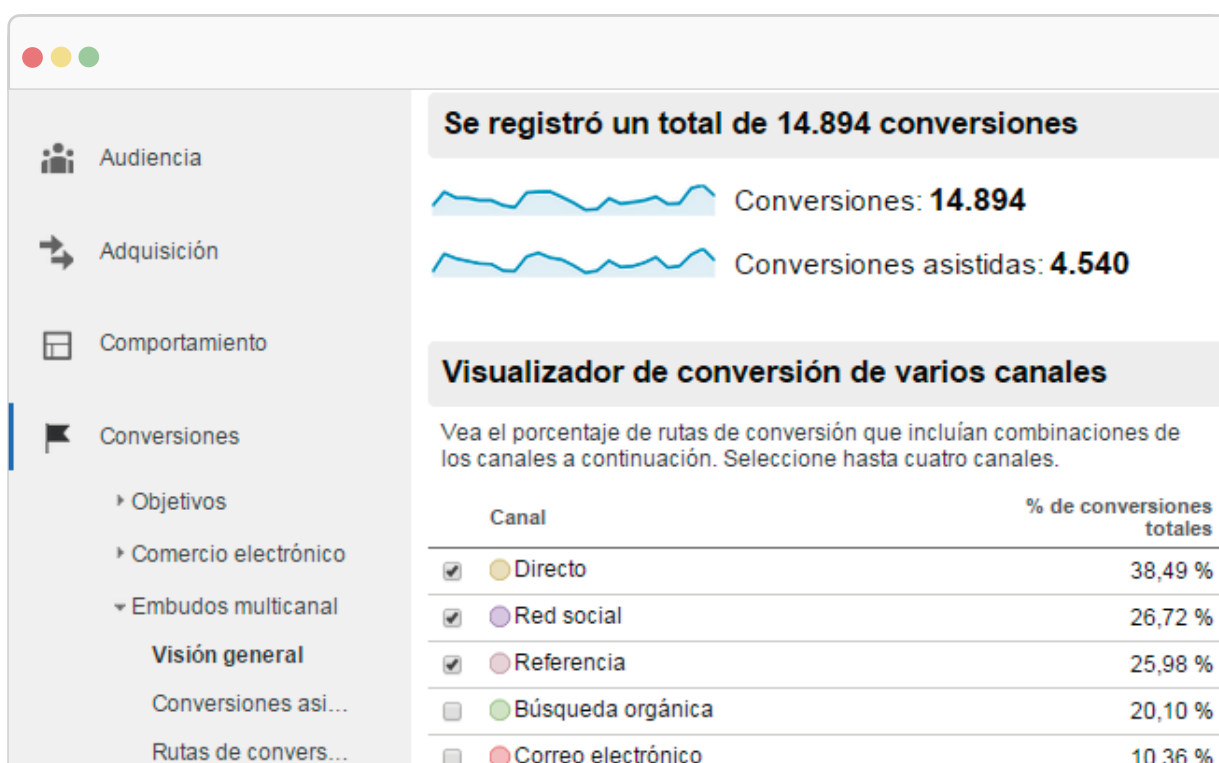 Audiencia
Adquisición
Comportamiento
Conversiones
Objetivos
Comercio electrónico
Embudos multicanal
Visión general
Conversiones asi...
Rutas de convers...
Se registró un total de 14.894 conversiones
Conversiones: 14.894
Conversiones asistidas: 4.540
Visualizador de conversión de varios canales
Vea el porcentaje de rutas de conversión que incluían combinaciones de
los canales a continuación. Seleccione hasta cuatro canales.
Canal % de conversiones
totales
Directo 38,49 %
Red social 26,72 %
Referencia 25,98 %
Búsqueda orgánica 20,10 %
Correo electrónico 10,36 %